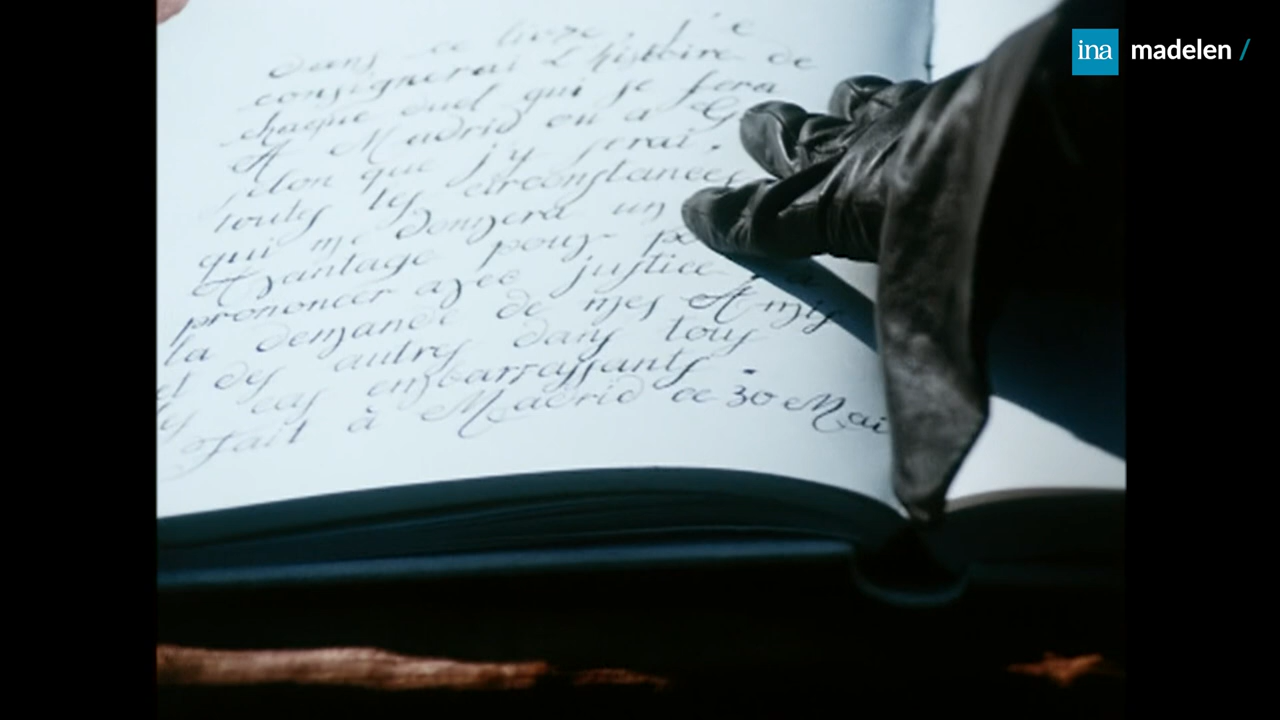 dans ce livre, je
consignerai l'histoire de
chaque duel qui se fera
A Madrid ou a G
selon que j'y serai.
toutes les circonstances
qui me donnera un
Avantage pour p
prononcer avec justice a
la demande de mes Amis
et des autres dans tous
les cas embarrassants.
Fait à Madrid ce 30 Mai
ina madelen /